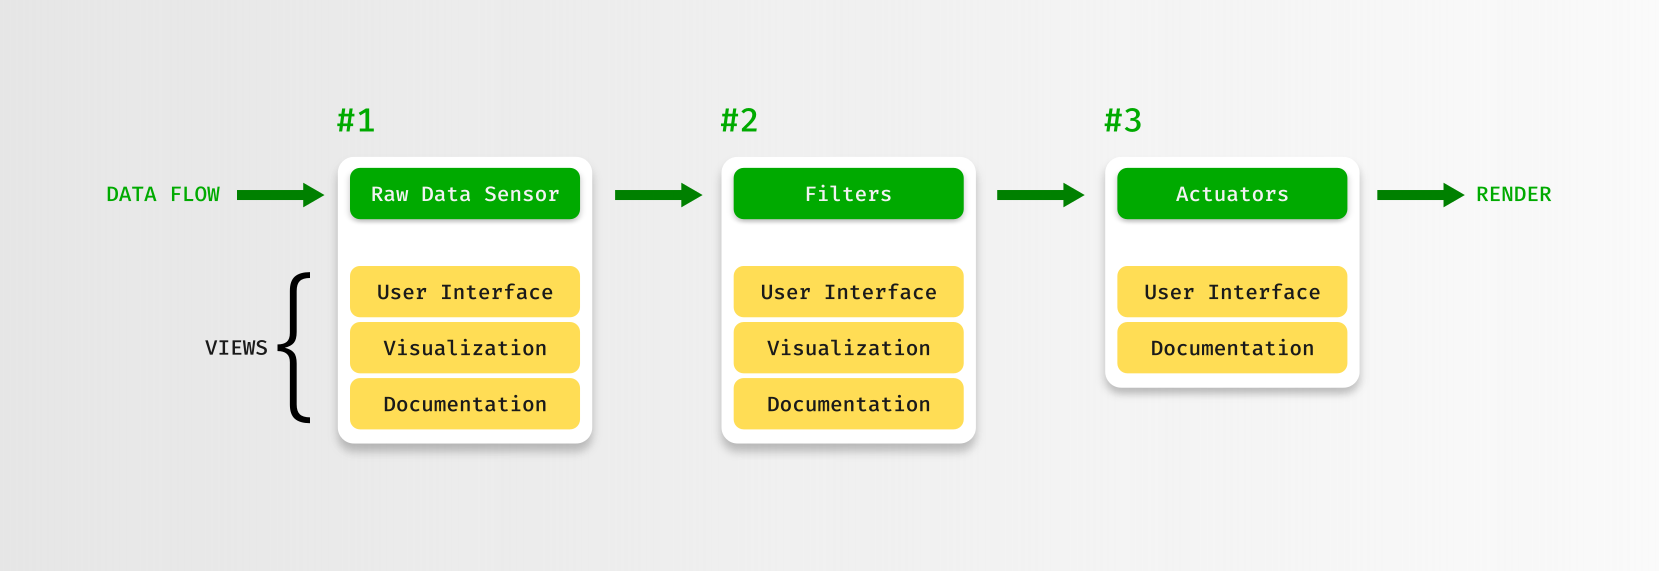 #1
#2
#3
DATA FLOW
Raw Data Sensor
Filters
Actuators
RENDER
VIEWS
User Interface
Visualization
Documentation
User Interface
Visualization
Documentation
User Interface
Documentation